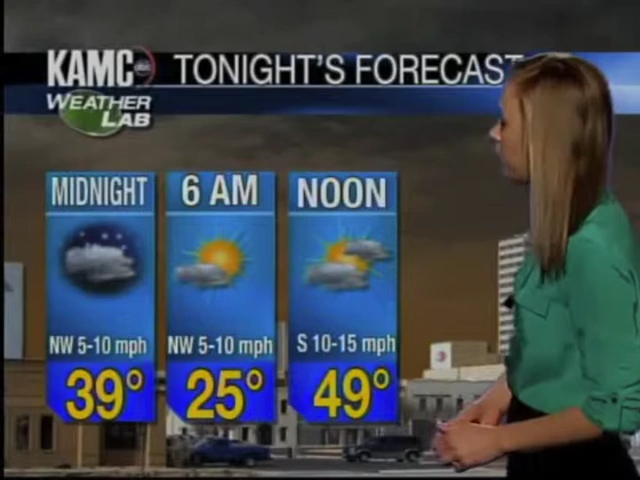 KAMC abc TONIGHT'S FORECAST
WEATHER
LAB
MIDNIGHT 6 AM NOON
NW 5-10 mph NW 5-10 mph S 10-15 mph
39° 25° 49°